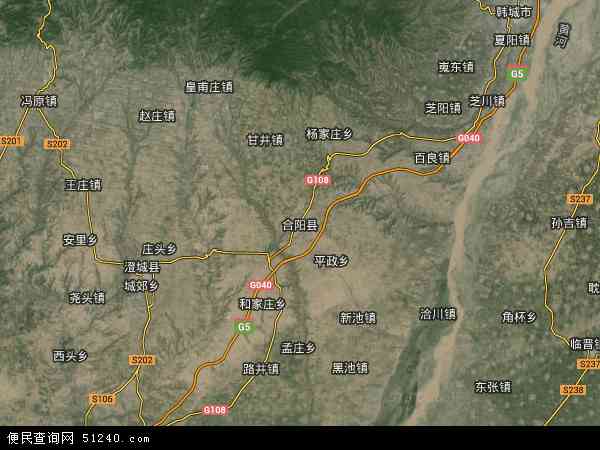 韩城市
黄河
夏阳镇
嵬东镇
G5
皇甫庄镇
冯原镇
芝川镇
芝阳镇
赵庄镇
杨家庄乡
甘井镇
S201
S202
G040
百良镇
G108
王庄镇
S237
合阳县
孙吉镇
安里乡
庄头乡
澄城县
平政乡
城郊乡
G040
耽
尧头镇
和家庄乡
新池镇
洽川镇
角杯乡
G5
临晋镇
孟庄乡
西头乡
S202
路井镇
黑池镇
S237
东张镇
S238
S106
G108
便民查询网 51240.com